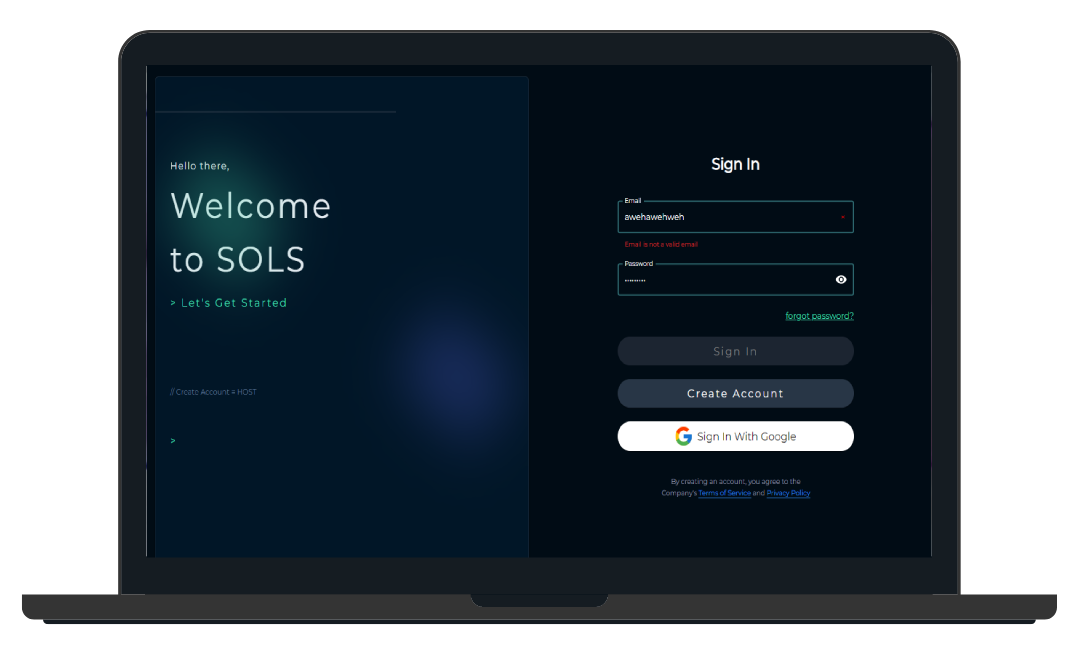 Hello there,
Welcome
to SOLS
> Let's Get Started
// Create Account = HOST
>
Sign In
Email
awehawehweh
Email is not a valid email
Password
•••••••••
forgot password?
Sign In
Create Account
Sign In With Google
By creating an account, you agree to the
Company's Terms of Service and Privacy Policy